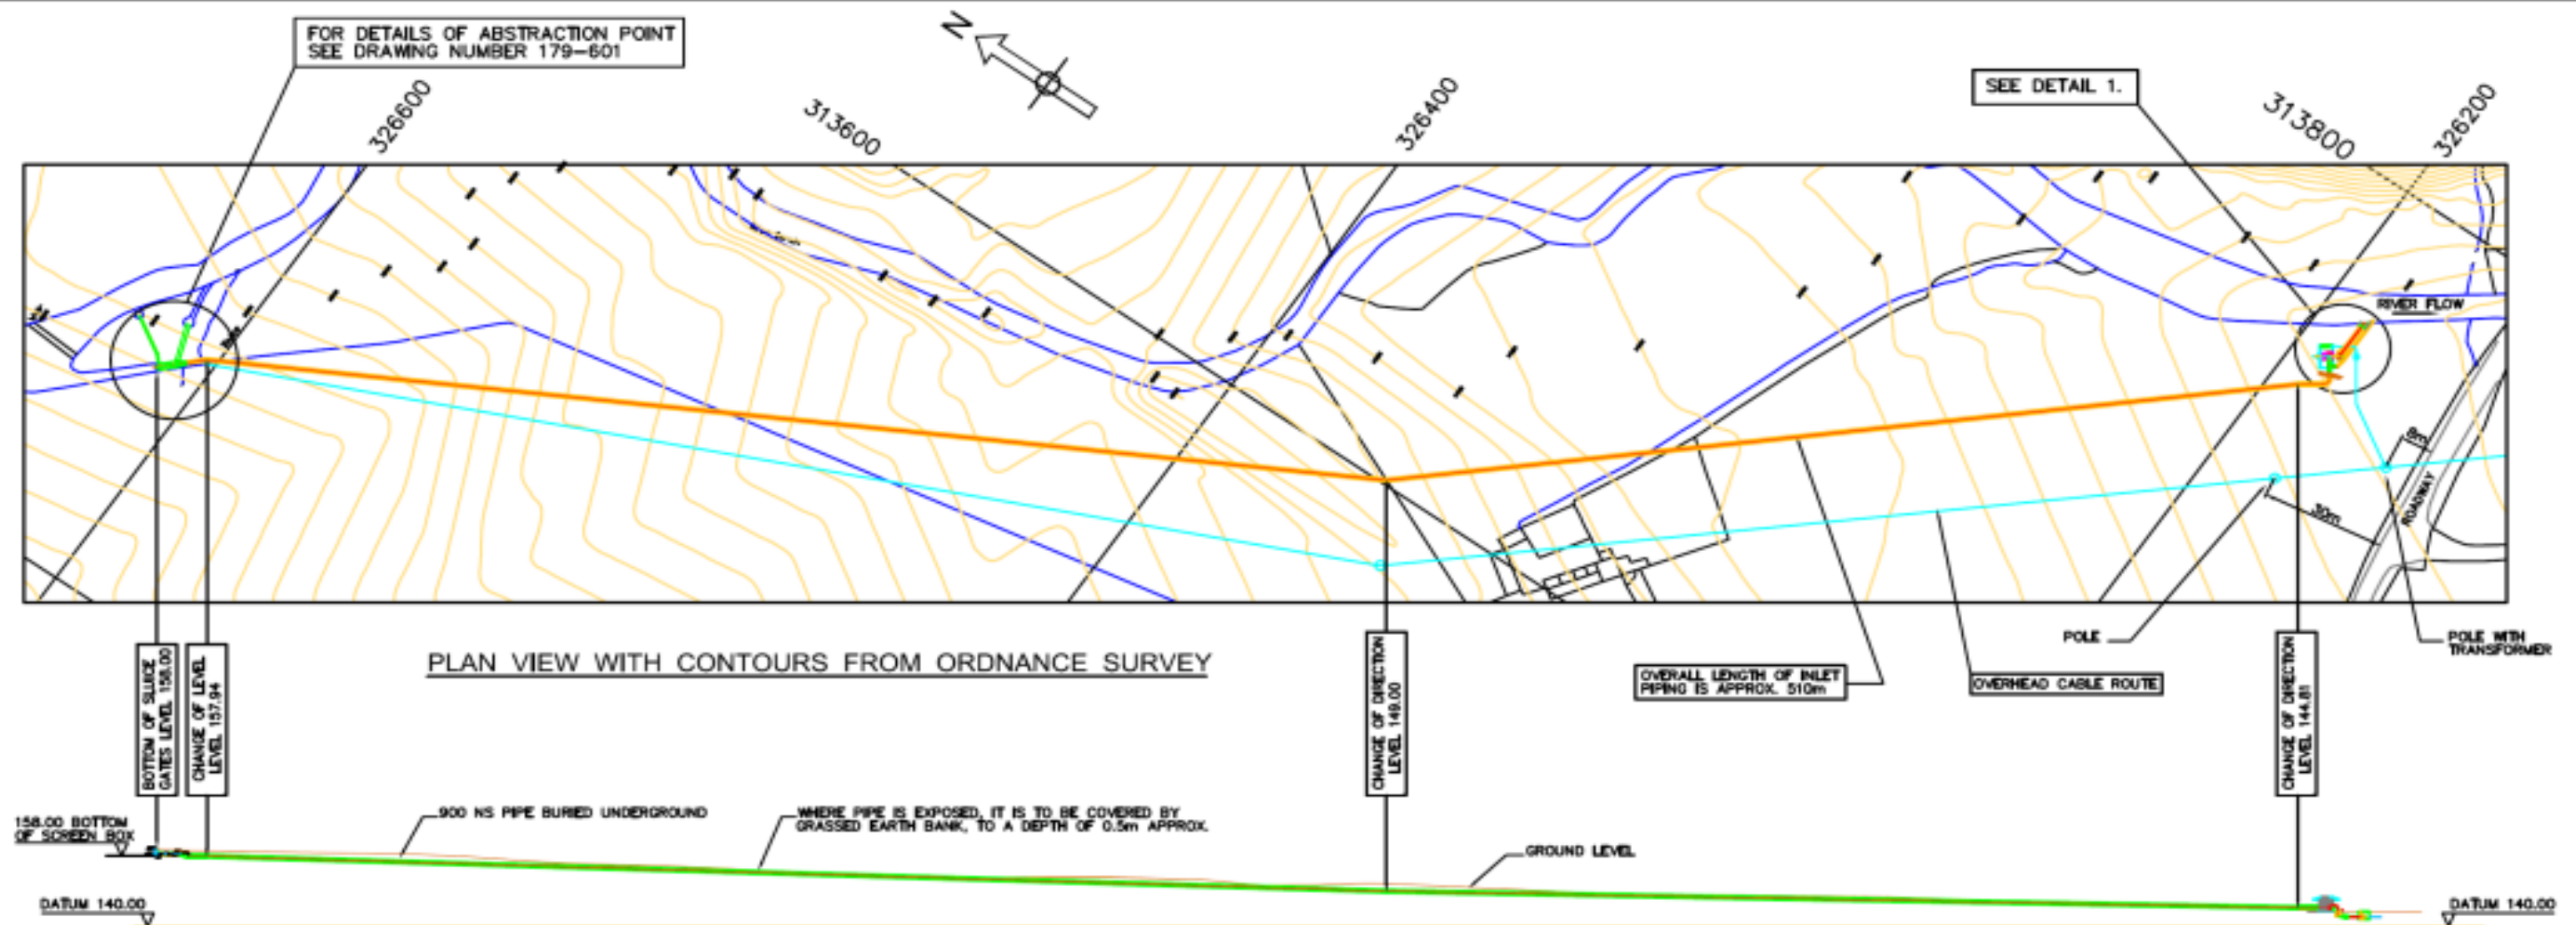 FOR DETAILS OF ABSTRACTION POINT
SEE DRAWING NUMBER 179-601
N
SEE DETAIL 1.
326600
313600
326400
313800
326200
RIVER FLOW
8m
30m
ROADWAY
BOTTOM OF SLUICE
GATES LEVEL 158.00
CHANGE OF LEVEL
LEVEL 157.94
PLAN VIEW WITH CONTOURS FROM ORDNANCE SURVEY
CHANGE OF DIRECTION
LEVEL 149.00
OVERALL LENGTH OF INLET
PIPING IS APPROX. 510m
OVERHEAD CABLE ROUTE
POLE
CHANGE OF DIRECTION
LEVEL 144.81
POLE WITH
TRANSFORMER
158.00 BOTTOM
OF SCREEN BOX
900 NS PIPE BURIED UNDERGROUND
WHERE PIPE IS EXPOSED, IT IS TO BE COVERED BY
GRASSED EARTH BANK, TO A DEPTH OF 0.5m APPROX.
GROUND LEVEL
DATUM 140.00
DATUM 140.00